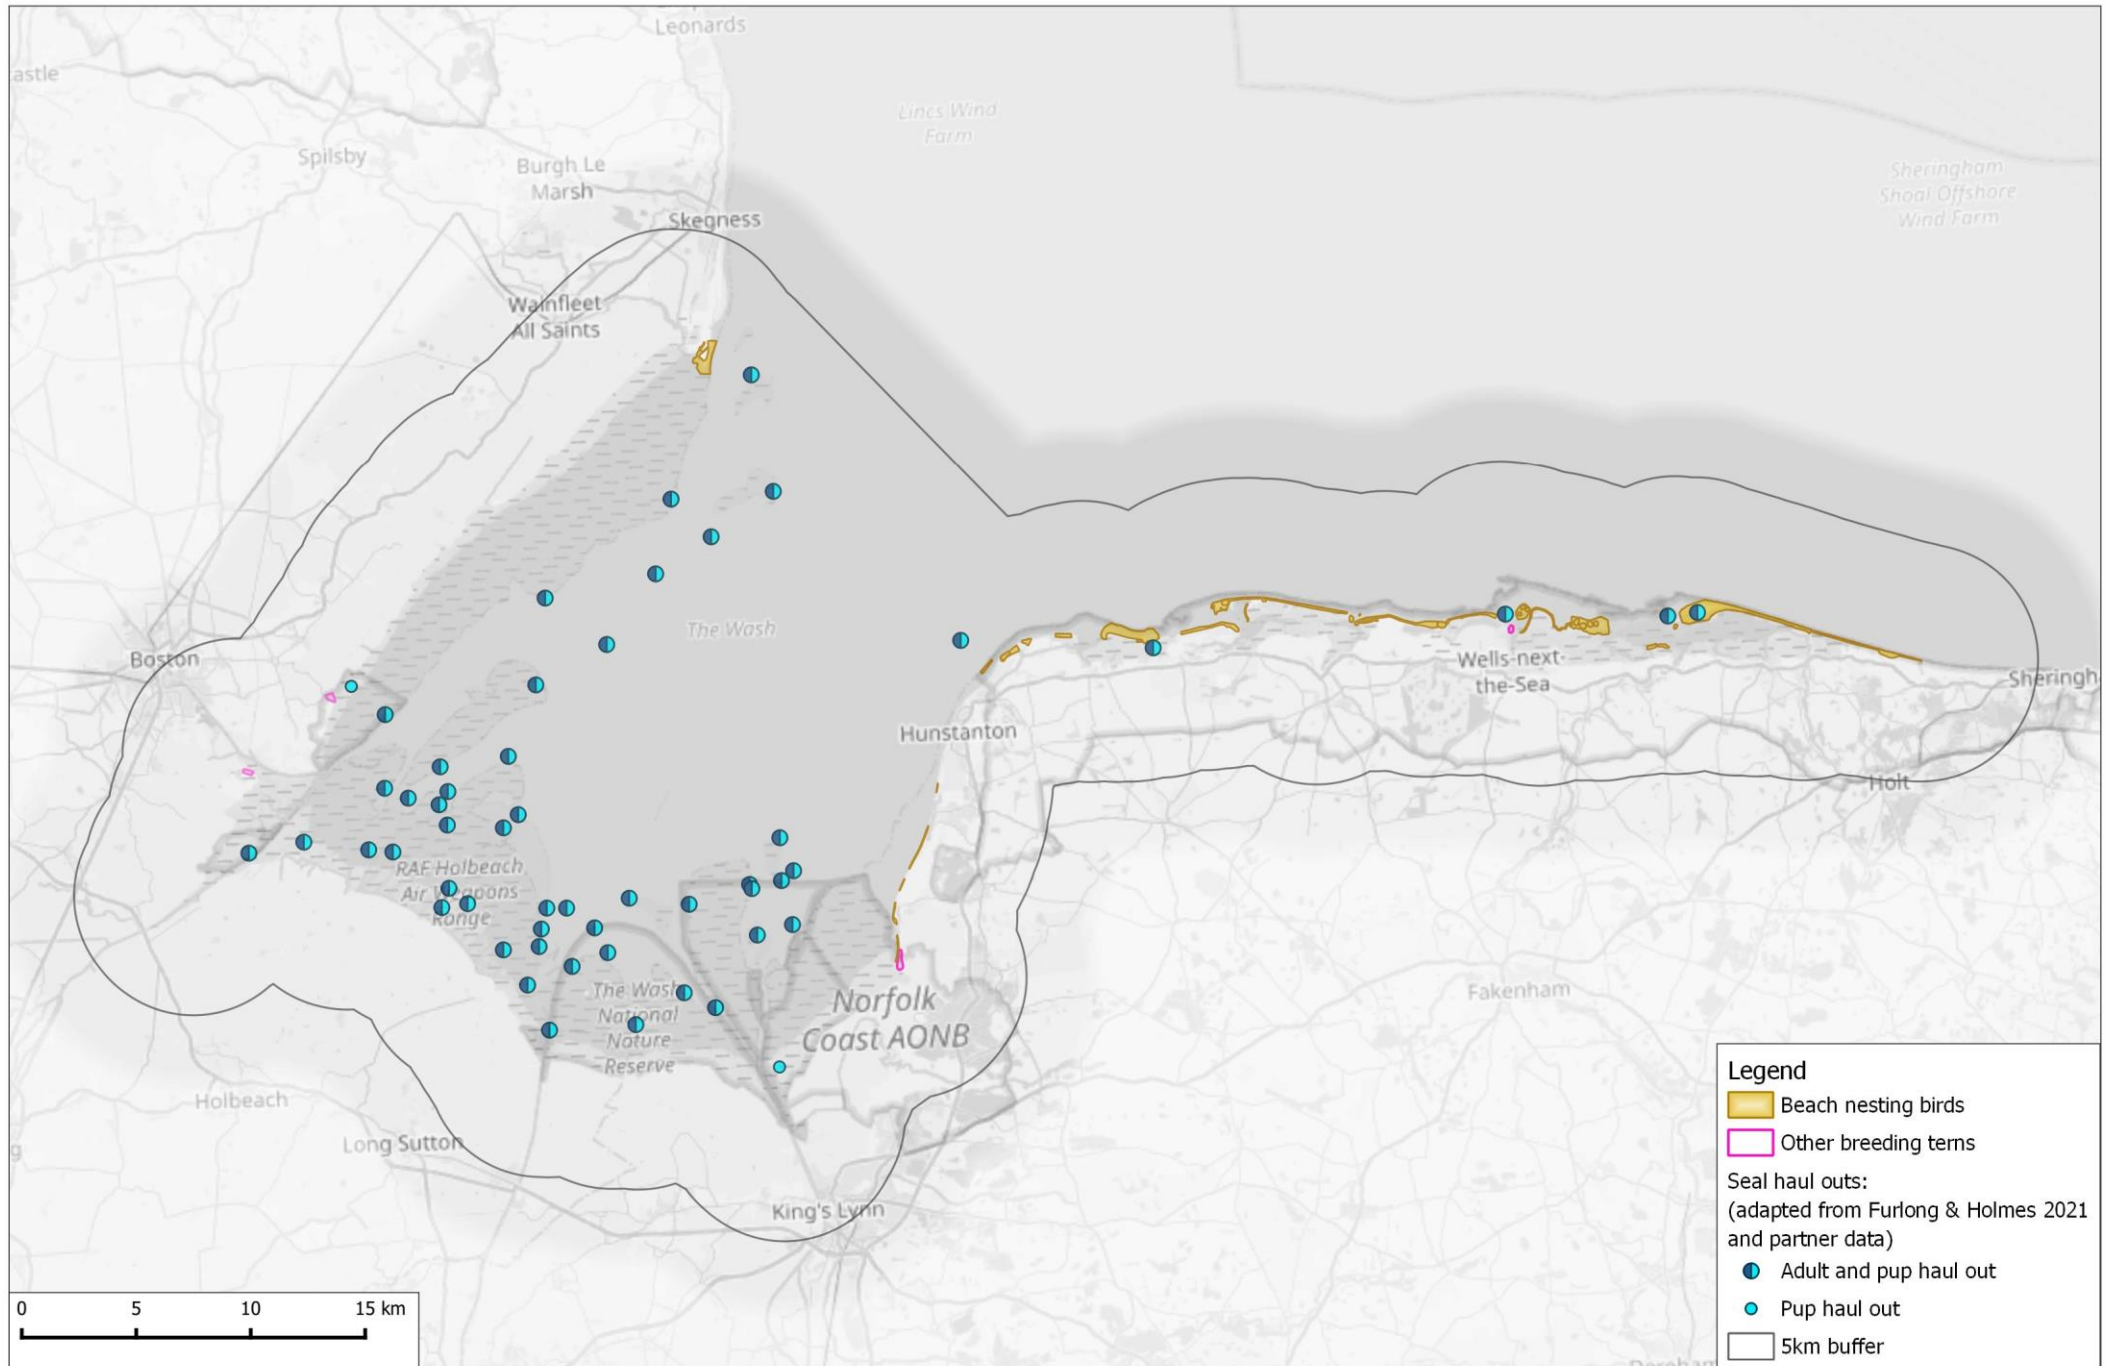 Leonards
astle
Lincs Wind
Farm
Spilsby
Burgh Le
Marsh
Sheringham
Shoal Offshore
Wind Farm
Skegness
Wainfleet
All Saints
The Wash
Boston
Wells-next-
the-Sea
Sheringh
Hunstanton
Holt
RAF Holbeach
Air Weapons
Range
The Wash
National
Nature
Reserve
Norfolk
Coast AONB
Fakenham
Holbeach
Long Sutton
g
King's Lynn
Legend
Beach nesting birds
Other breeding terns
Seal haul outs:
(adapted from Furlong & Holmes 2021
and partner data)
Adult and pup haul out
Pup haul out
5km buffer
0 5 10 15 km